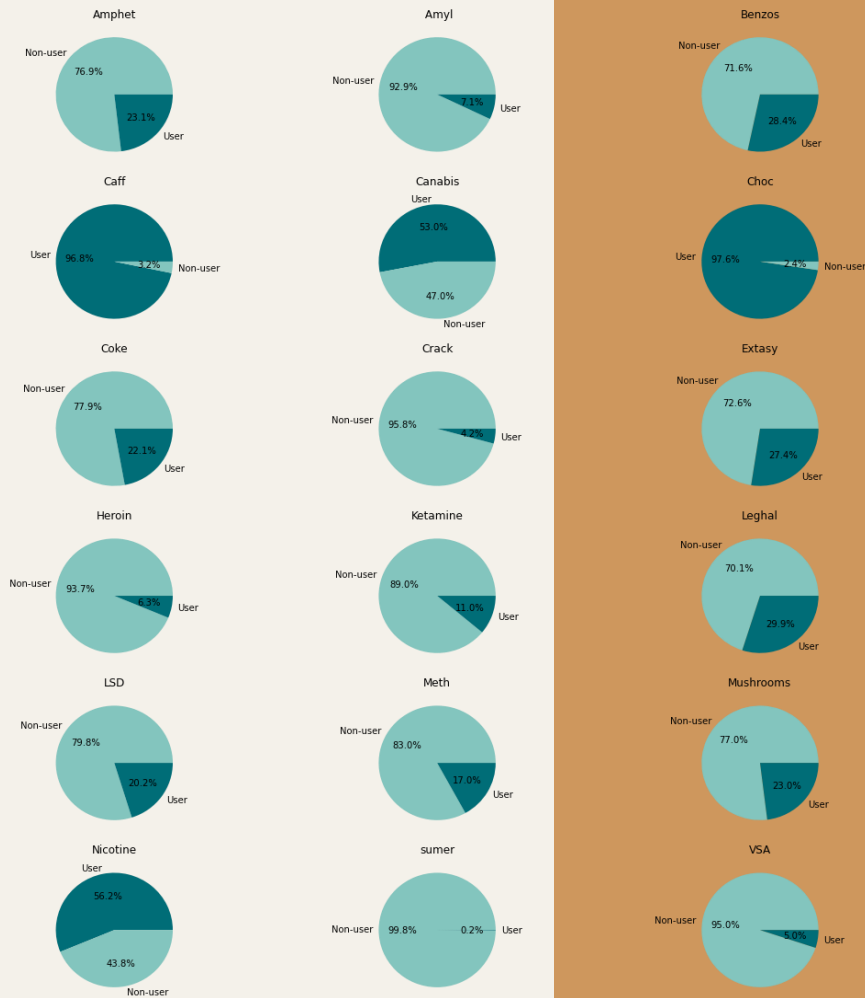 Amphet
Non-user
76.9%
23.1%
User
Amyl
Non-user
92.9%
7.1%
User
Benzos
Non-user
71.6%
28.4%
User
Caff
User
96.8%
3.2%
Non-user
Canabis
User
53.0%
47.0%
Non-user
Choc
User
97.6%
2.4%
Non-user
Coke
Non-user
77.9%
22.1%
User
Crack
Non-user
95.8%
4.2%
User
Extasy
Non-user
72.6%
27.4%
User
Heroin
Non-user
93.7%
6.3%
User
Ketamine
Non-user
89.0%
11.0%
User
Leghal
Non-user
70.1%
29.9%
User
LSD
Non-user
79.8%
20.2%
User
Meth
Non-user
83.0%
17.0%
User
Mushrooms
Non-user
77.0%
23.0%
User
Nicotine
User
56.2%
43.8%
Non-user
sumer
Non-user
99.8%
0.2%
User
VSA
Non-user
95.0%
5.0%
User